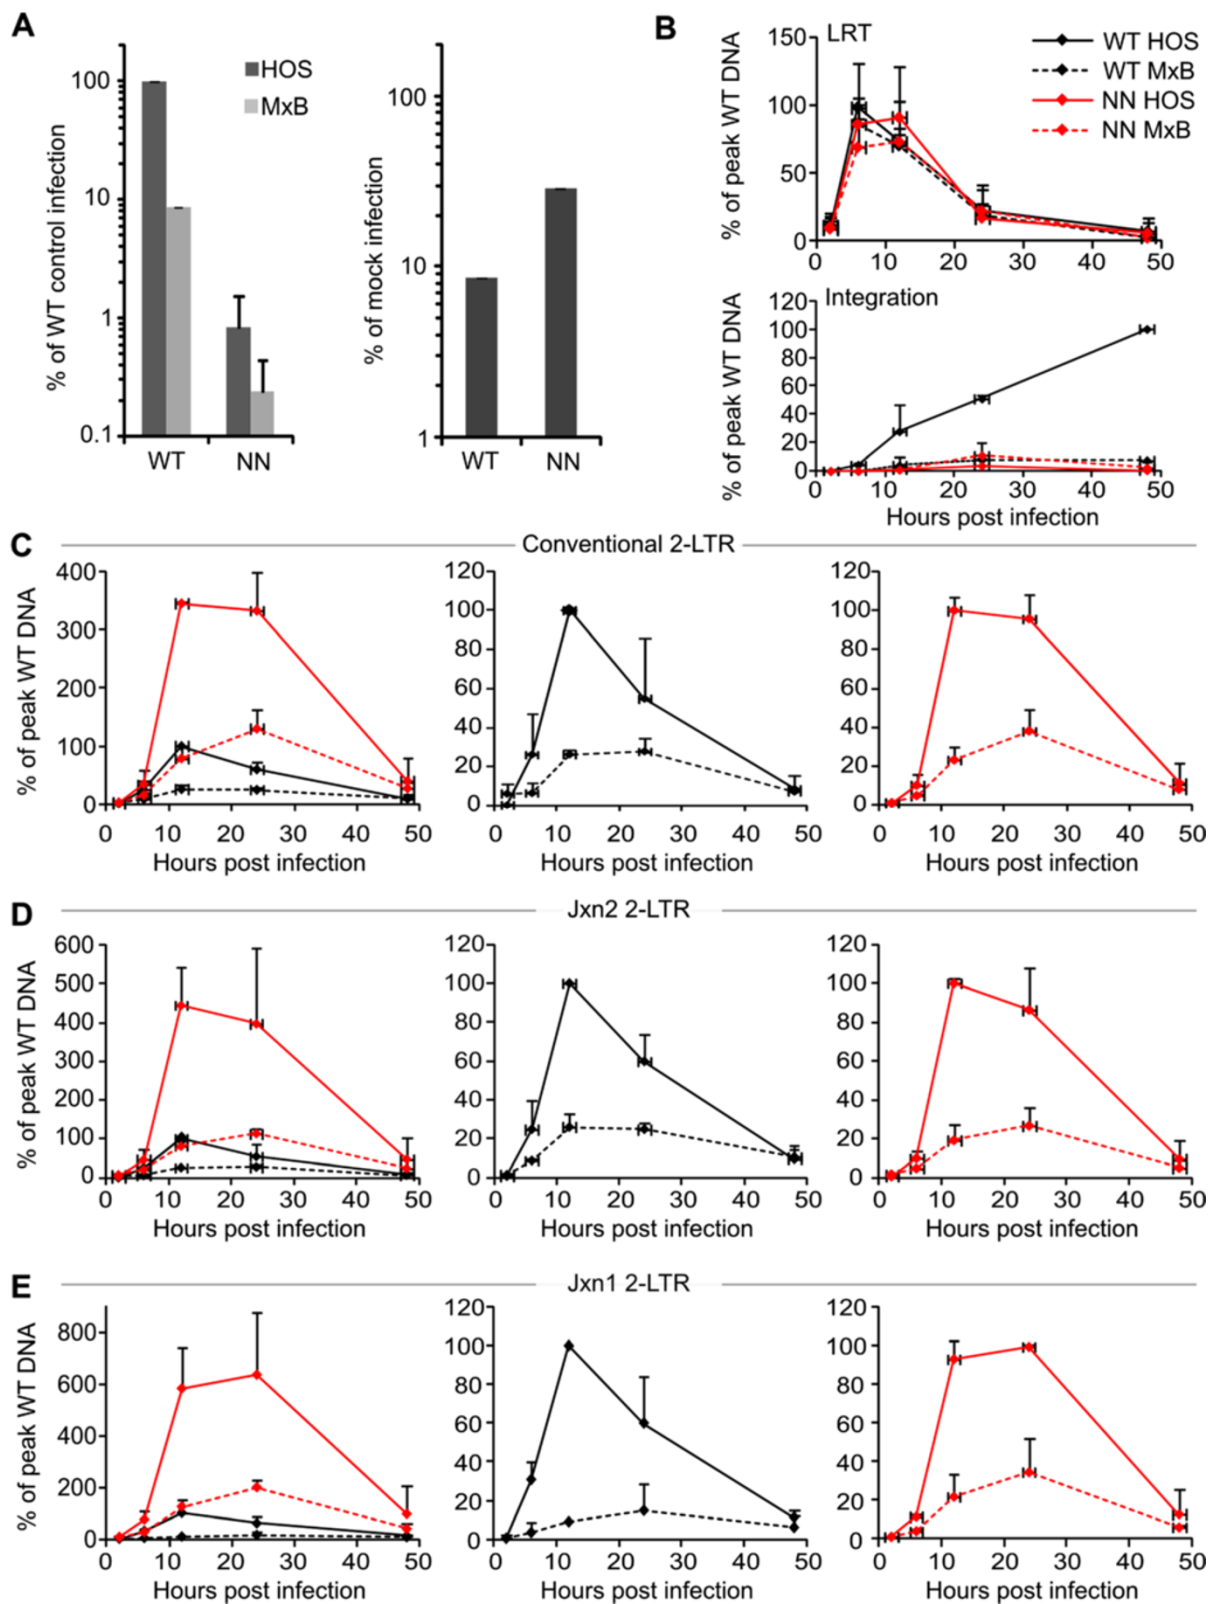 A
% of WT control infection
100
10
1
0.1
HOS
MxB
WT NN
% of mock infection
100
10
1
WT NN
B
% of peak WT DNA
LRT
150
100
50
0
0 10 20 30 40 50
WT HOS
WT MxB
NN HOS
NN MxB
% of peak WT DNA
Integration
120
100
80
60
40
20
0
0 10 20 30 40 50
Hours post infection
C
Conventional 2-LTR
% of peak WT DNA
400
300
200
100
0
0 10 20 30 40 50
Hours post infection
120
100
80
60
40
20
0
0 10 20 30 40 50
Hours post infection
120
100
80
60
40
20
0
0 10 20 30 40 50
Hours post infection
D
Jxn2 2-LTR
% of peak WT DNA
600
500
400
300
200
100
0
0 10 20 30 40 50
Hours post infection
120
100
80
60
40
20
0
0 10 20 30 40 50
Hours post infection
120
100
80
60
40
20
0
0 10 20 30 40 50
Hours post infection
E
Jxn1 2-LTR
% of peak WT DNA
800
600
400
200
0
0 10 20 30 40 50
Hours post infection
120
100
80
60
40
20
0
0 10 20 30 40 50
Hours post infection
120
100
80
60
40
20
0
0 10 20 30 40 50
Hours post infection